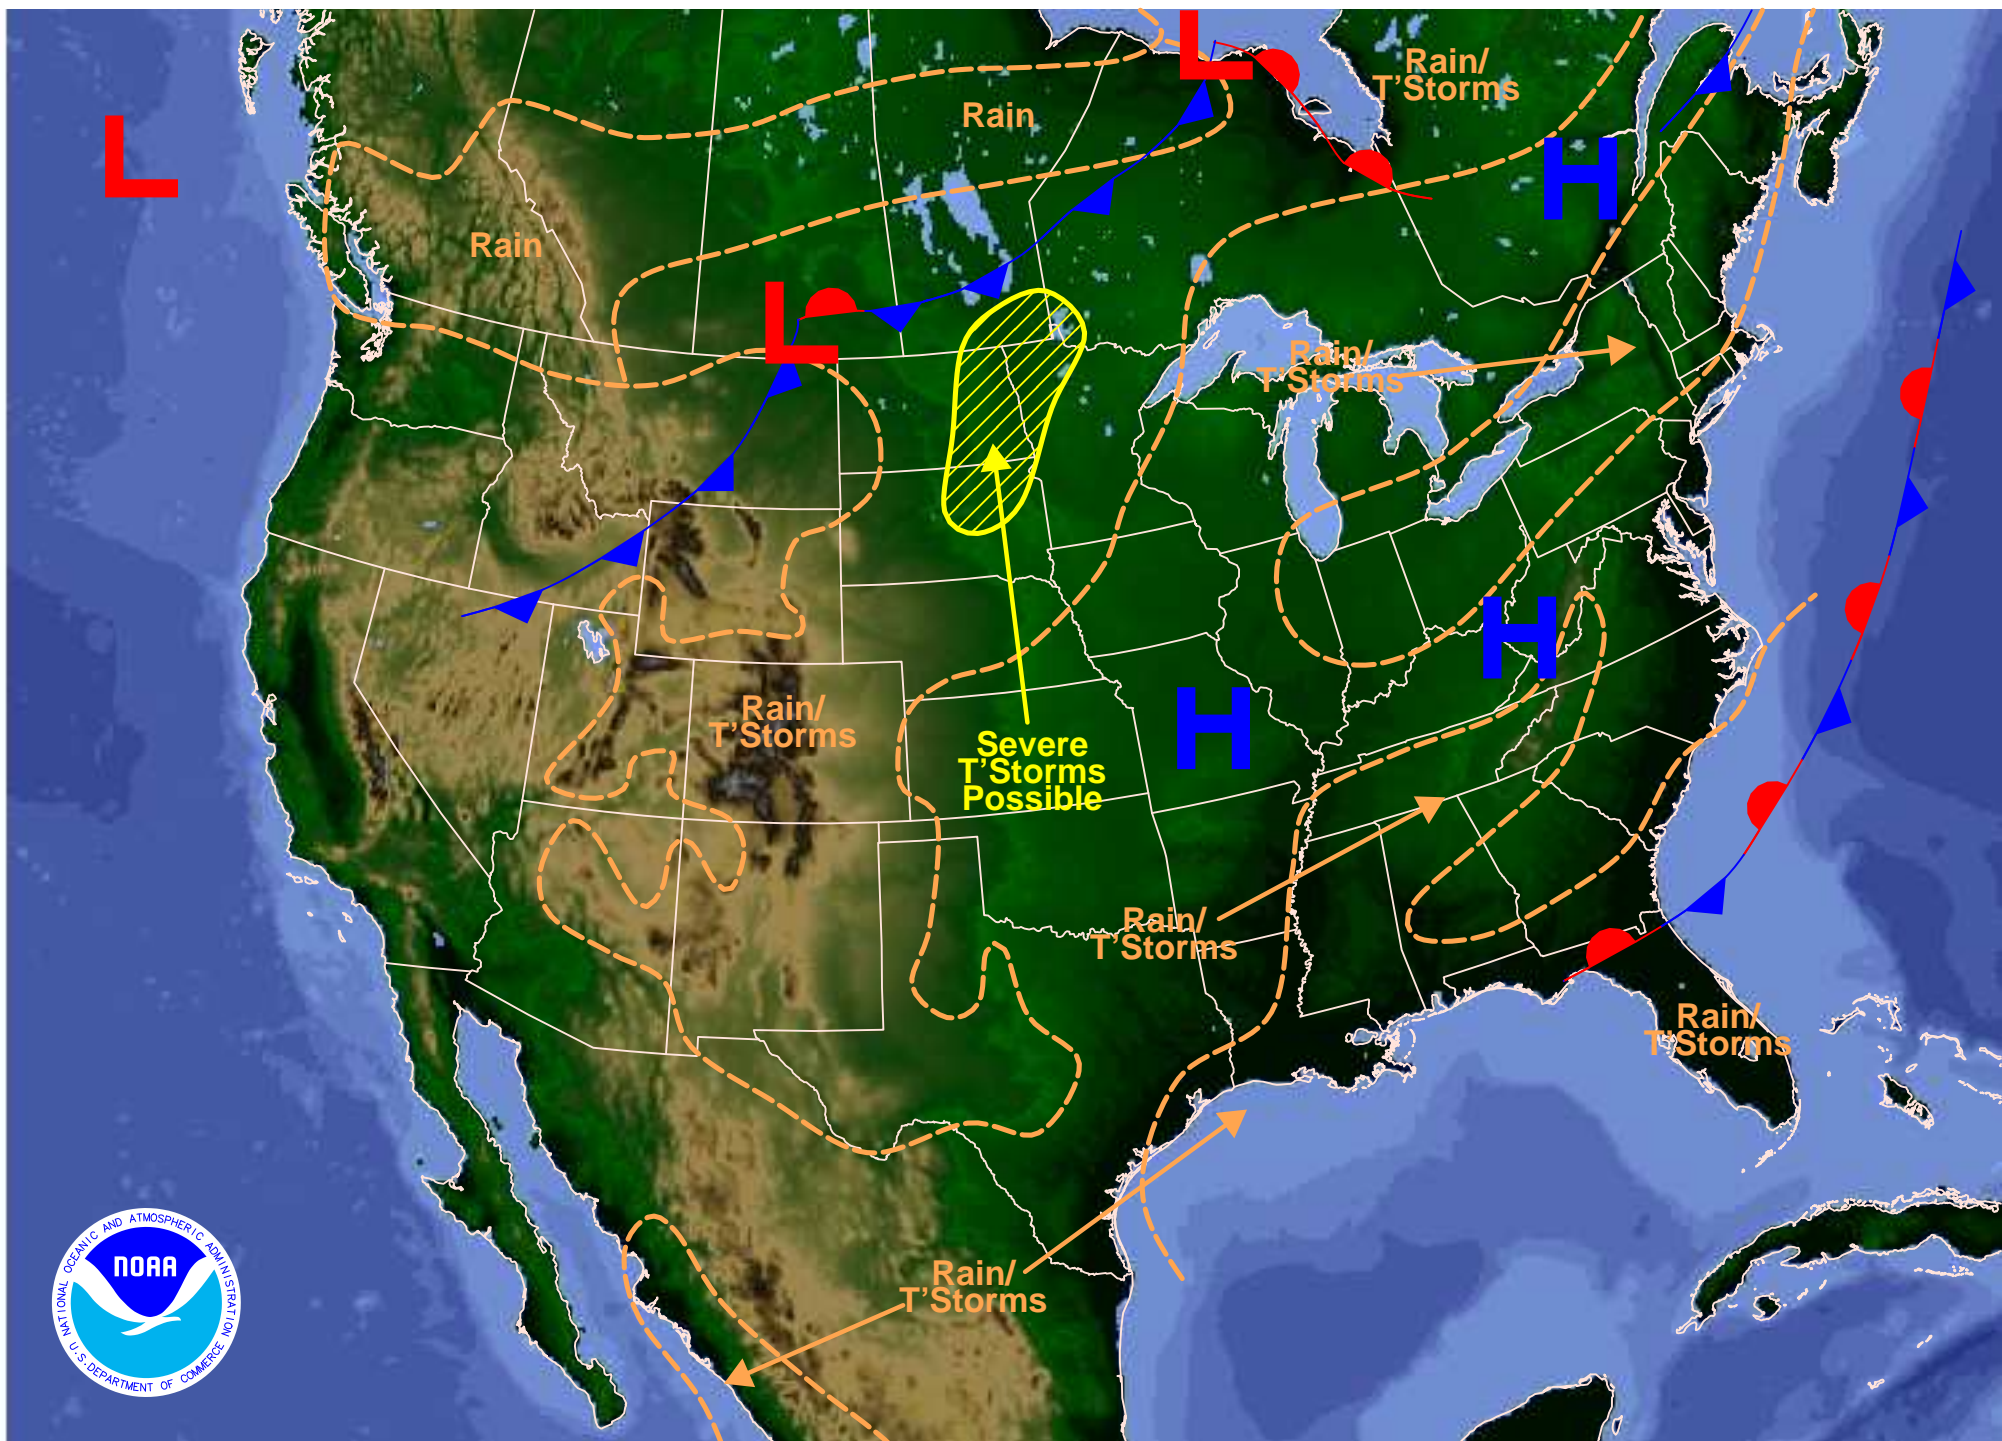 L
Rain/
T'Storms
Rain
L
H
Rain
L
Rain/
T'Storms
H
Rain/
T'Storms
H
Severe
T'Storms
Possible
Rain/
T'Storms
Rain/
T'Storms
Rain/
T'Storms
NATIONAL OCEANIC AND ATMOSPHERIC ADMINISTRATION
NOAA
U.S. DEPARTMENT OF COMMERCE